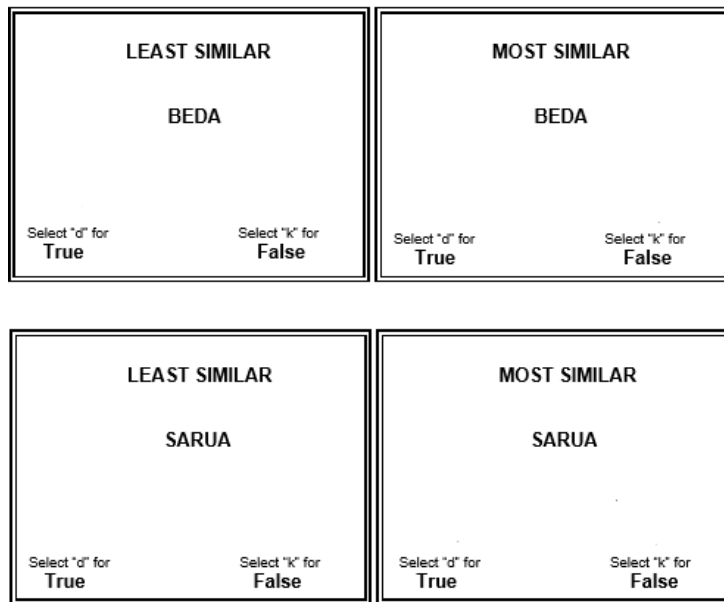 LEAST SIMILAR
BEDA
Select "d" for
True
Select "k" for
False
MOST SIMILAR
BEDA
Select "d" for
True
Select "k" for
False
LEAST SIMILAR
SARUA
Select "d" for
True
Select "k" for
False
MOST SIMILAR
SARUA
Select "d" for
True
Select "k" for
False